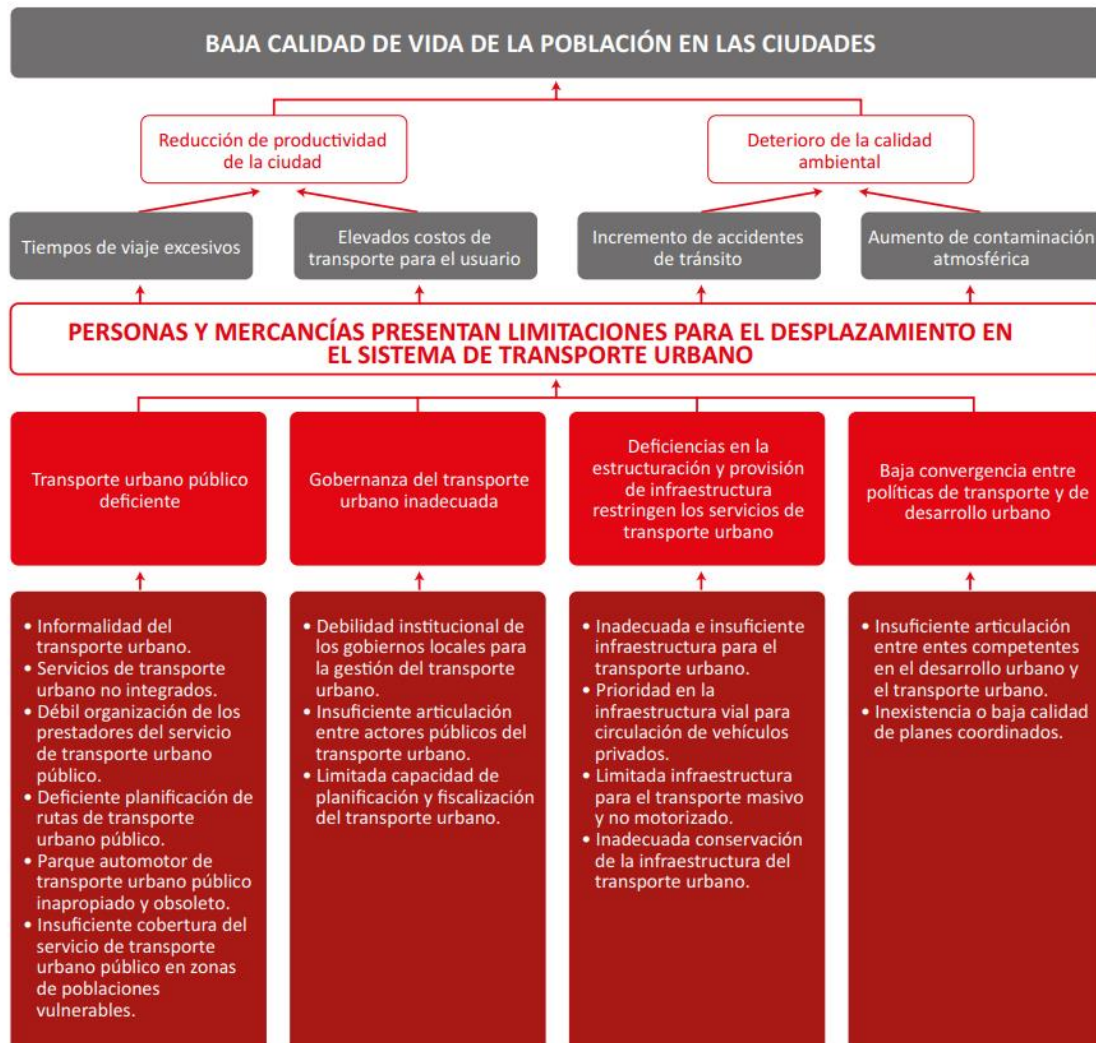 BAJA CALIDAD DE VIDA DE LA POBLACIÓN EN LAS CIUDADES
Reducción de productividad
de la ciudad
Deterioro de la calidad
ambiental
Tiempos de viaje excesivos
Elevados costos de
transporte para el usuario
Incremento de accidentes
de tránsito
Aumento de contaminación
atmosférica
PERSONAS Y MERCANCÍAS PRESENTAN LIMITACIONES PARA EL DESPLAZAMIENTO EN
EL SISTEMA DE TRANSPORTE URBANO
Transporte urbano público
deficiente
Gobernanza del transporte
urbano inadecuada
Deficiencias en la
estructuración y provisión
de infraestructura
restringen los servicios de
transporte urbano
Baja convergencia entre
políticas de transporte y de
desarrollo urbano
• Informalidad del
transporte urbano.
• Servicios de transporte
urbano no integrados.
• Débil organización de los
prestadores del servicio
de transporte urbano
público.
• Deficiente planificación de
rutas de transporte
urbano público.
• Parque automotor de
transporte urbano público
inapropiado y obsoleto.
• Insuficiente cobertura del
servicio de transporte
urbano público en zonas
de poblaciones
vulnerables.
• Debilidad institucional de
los gobiernos locales para
la gestión del transporte
urbano.
• Insuficiente articulación
entre actores públicos del
transporte urbano.
• Limitada capacidad de
planificación y fiscalización
del transporte urbano.
• Inadecuada e insuficiente
infraestructura para el
transporte urbano.
• Prioridad en la
infraestructura vial para
circulación de vehículos
privados.
• Limitada infraestructura
para el transporte masivo
y no motorizado.
• Inadecuada conservación
de la infraestructura del
transporte urbano.
• Insuficiente articulación
entre entes competentes
en el desarrollo urbano y
el transporte urbano.
• Inexistencia o baja calidad
de planes coordinados.